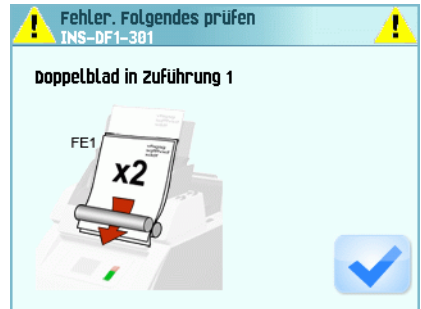 Fehler. Folgendes prüfen
INS-DF1-301
Doppelblad in Zuführung 1
FE1
x2